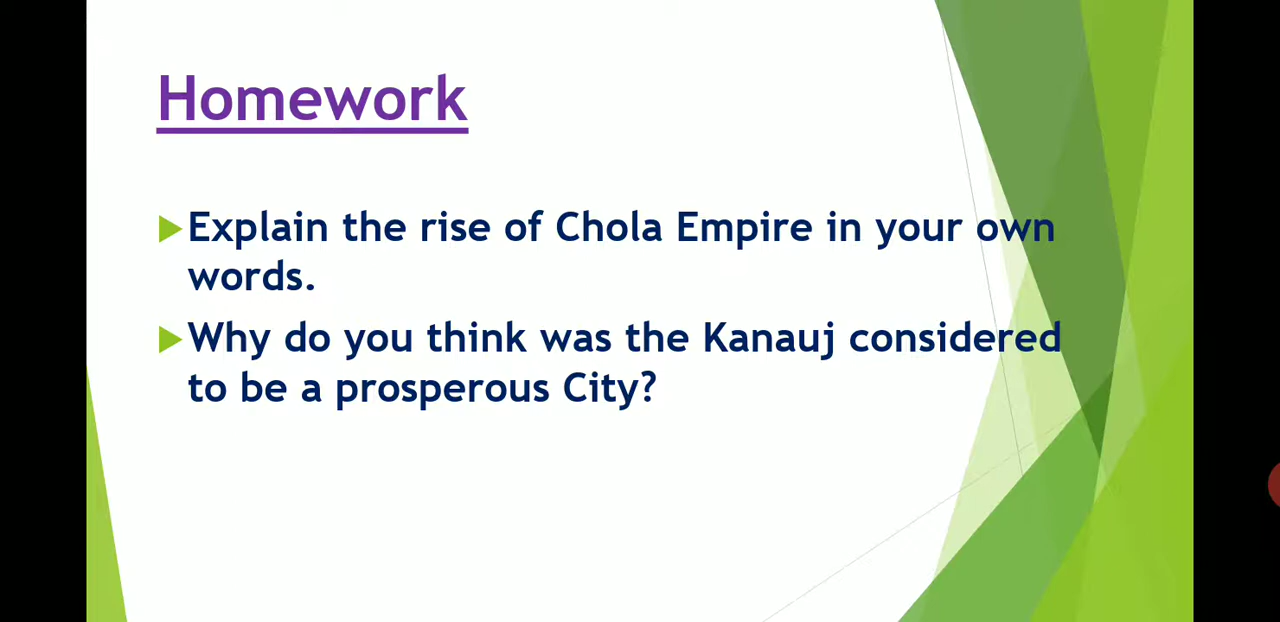 Homework
Explain the rise of Chola Empire in your own
words.
Why do you think was the Kanauj considered
to be a prosperous City?